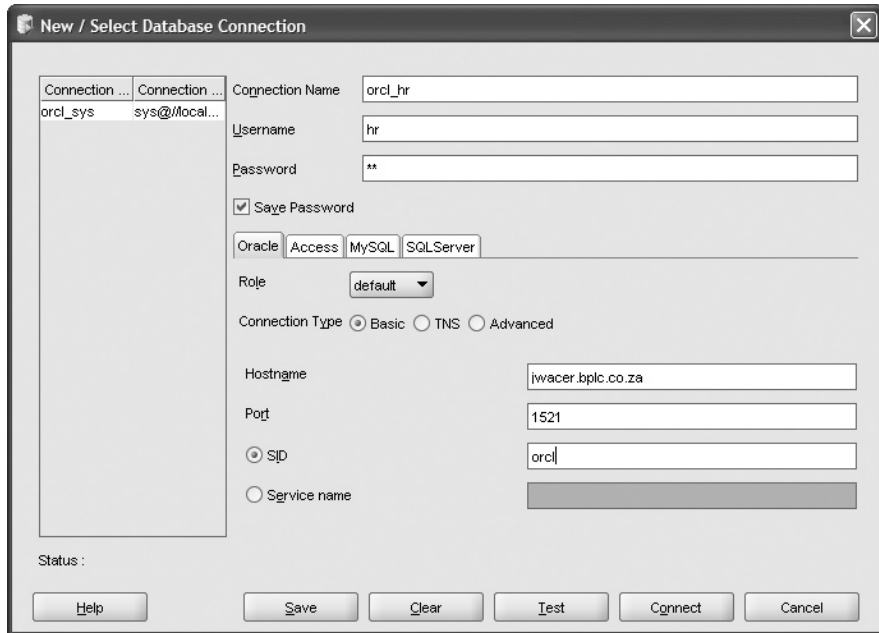 New / Select Database Connection
Connection ... Connection ...
orcl_sys sys@//local...
Connection Name orcl_hr
Username hr
Password **
Save Password
Oracle Access MySQL SQLServer
Role default
Connection Type Basic TNS Advanced
Hostname jwacer.bplc.co.za
Port 1521
SID orcl
Service name
Status :
Help Save Clear Test Connect Cancel